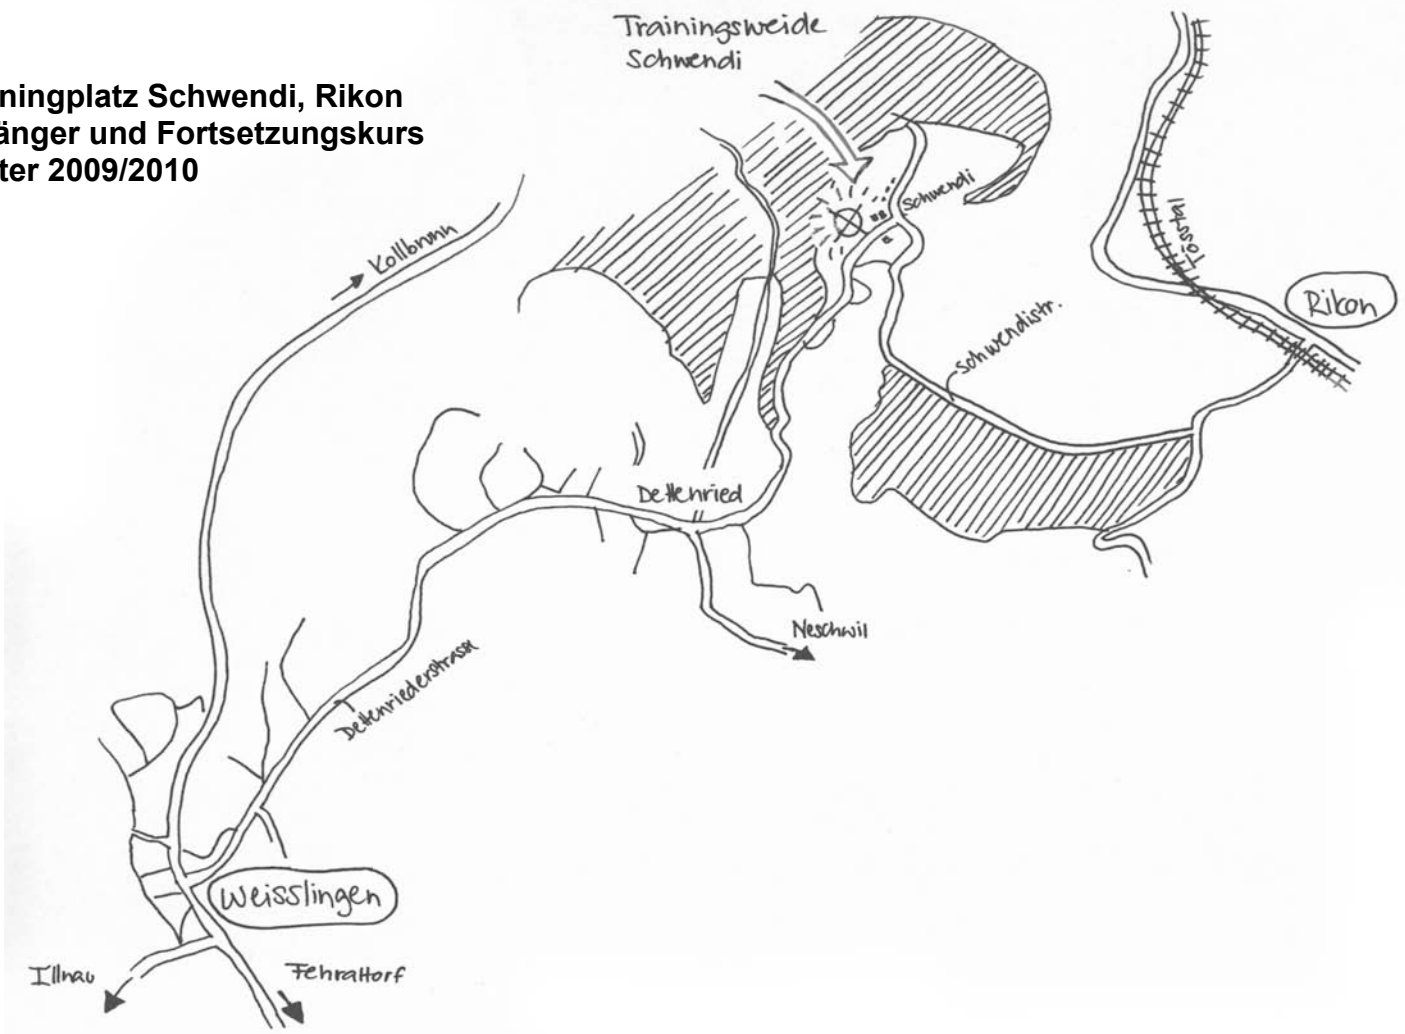 Trainingsweide
Schwendi
ningplatz Schwendi, Rikon
änger und Fortsetzungskurs
ter 2009/2010
Kollbrunn
schwendi
Tösstal
Rikon
schwendistr.
Dettenried
Neschwil
Dettenriederstrasse
Weisslingen
Illnau
Fehraltorf